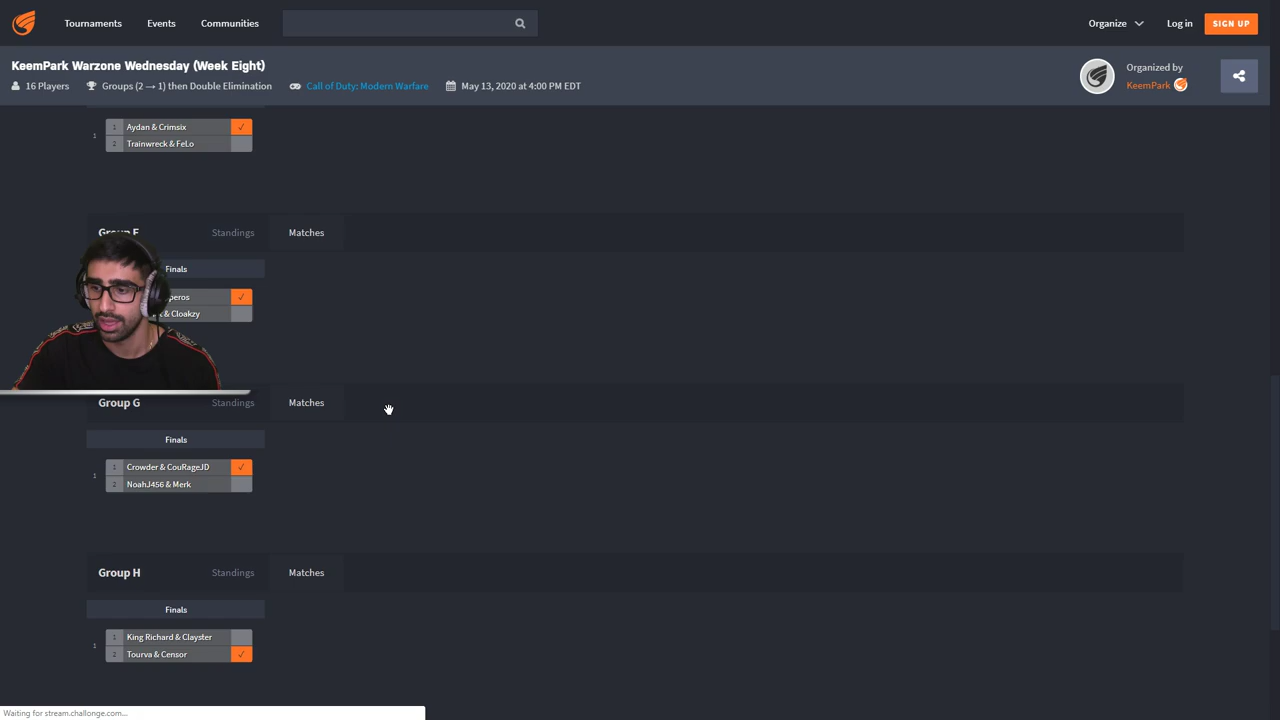 Tournaments Events Communities Organize Log in SIGN UP
KeemPark Warzone Wednesday (Week Eight)
16 Players Groups (2 → 1) then Double Elimination Call of Duty: Modern Warfare May 13, 2020 at 4:00 PM EDT
Organized by
KeemPark
1
1 Aydan & Crimsix ✓
2 Trainwreck & FeLo
Group F Standings Matches
Finals
✓
& Cloakzy
Group G Standings Matches
Finals
1
1 Crowder & CouRageJD ✓
2 NoahJ456 & Merk
Group H Standings Matches
Finals
1
1 King Richard & Clayster
2 Tourva & Censor ✓
Waiting for stream.challonge.com...